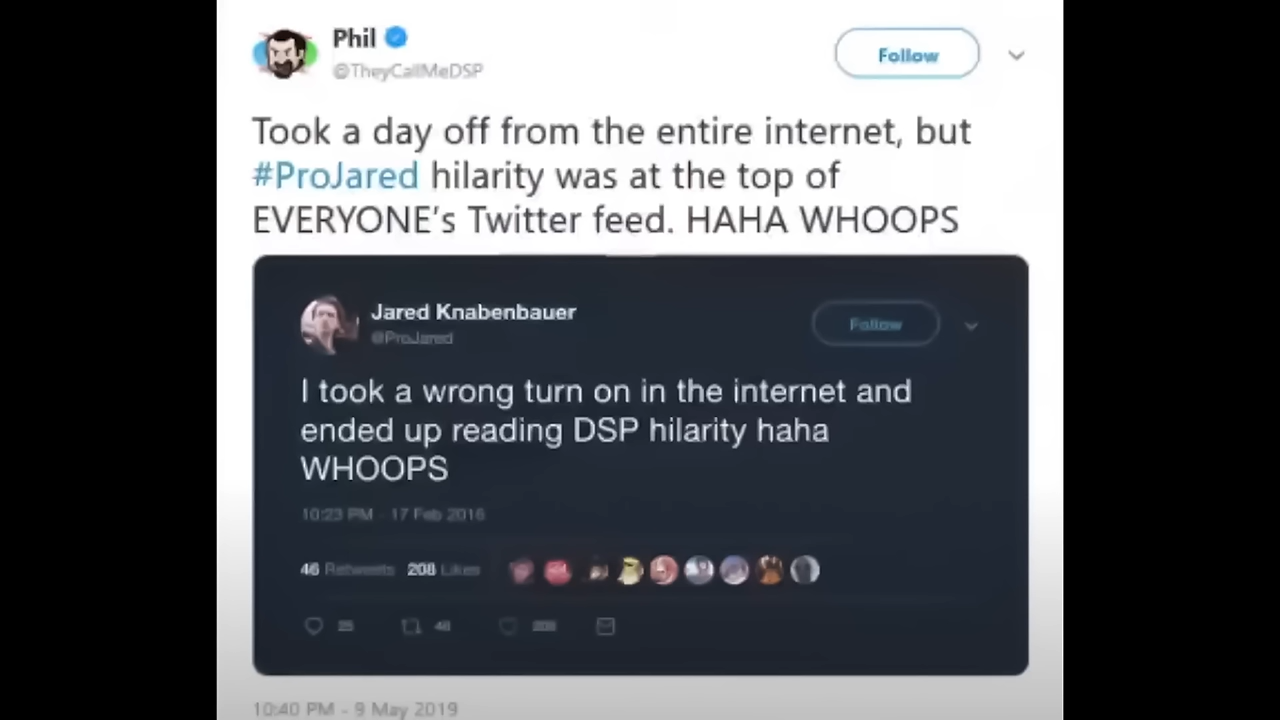 Phil
@TheyCallMeDSP
Follow
Took a day off from the entire internet, but
#ProJared hilarity was at the top of
EVERYONE's Twitter feed. HAHA WHOOPS
Jared Knabenbauer
@ProJared
Follow
I took a wrong turn on in the internet and
ended up reading DSP hilarity haha
WHOOPS
10:23 PM - 17 Feb 2016
46 Retweets 208 Likes
25 46 208
10:40 PM - 9 May 2019